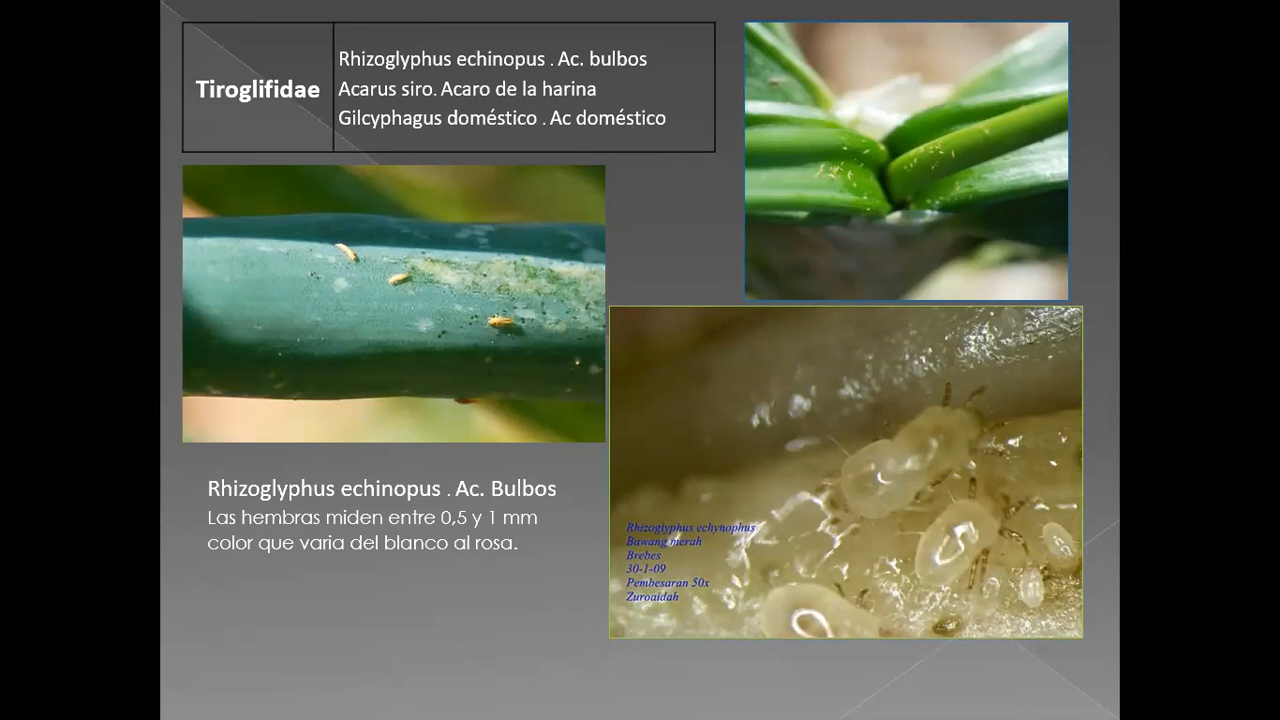 Tiroglifidae
Rhizoglyphus echinopus . Ac. bulbos
Acarus siro. Acaro de la harina
Gilcyphagus doméstico . Ac doméstico
Rhizoglyphus echinopus . Ac. Bulbos
Las hembras miden entre 0,5 y 1 mm
color que varia del blanco al rosa.
Rhizoglyphus echynophus
Bawang merah
Brebes
30-1-09
Pembesaran 50x
Zuroaidah